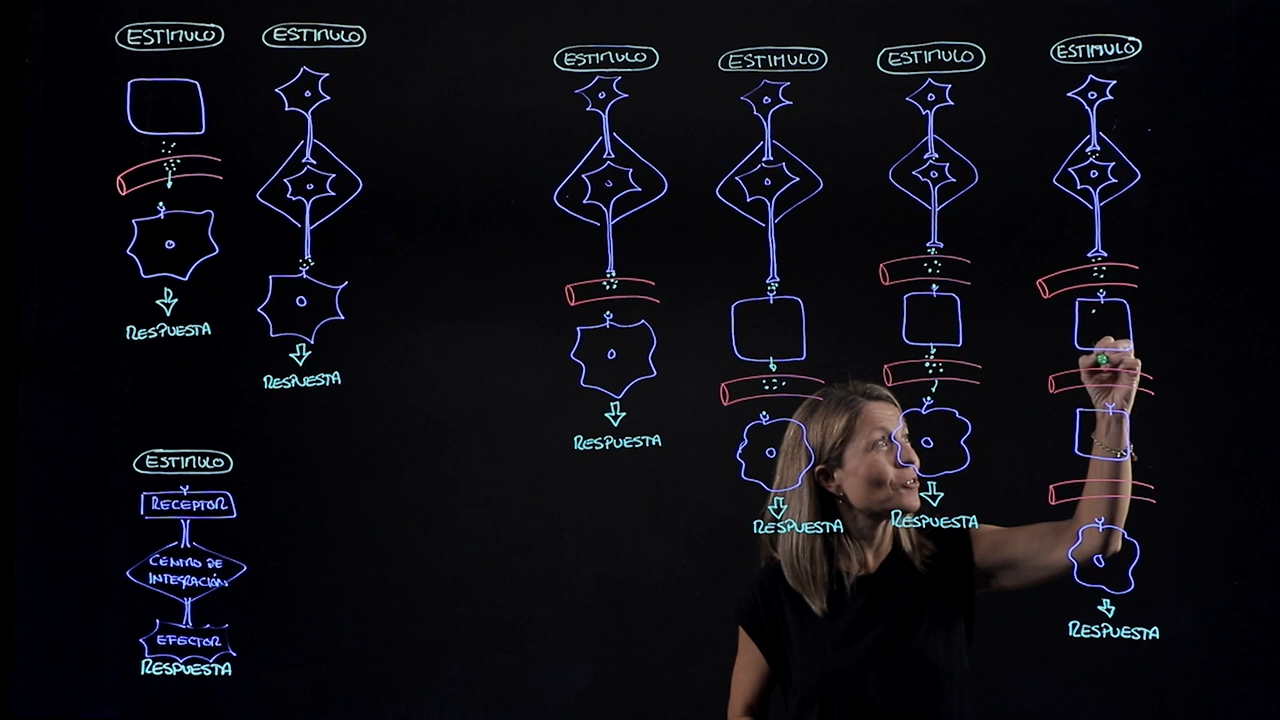 ESTIMULO
ESTIMULO
ESTIMULO
ESTIMULO
ESTIMULO
ESTIMULO
RESPUESTA
RESPUESTA
RESPUESTA
RESPUESTA
RESPUESTA
RESPUESTA
ESTIMULO
RECEPTOR
CENTRO DE
INTEGRACIÓN
EFECTOR
RESPUESTA